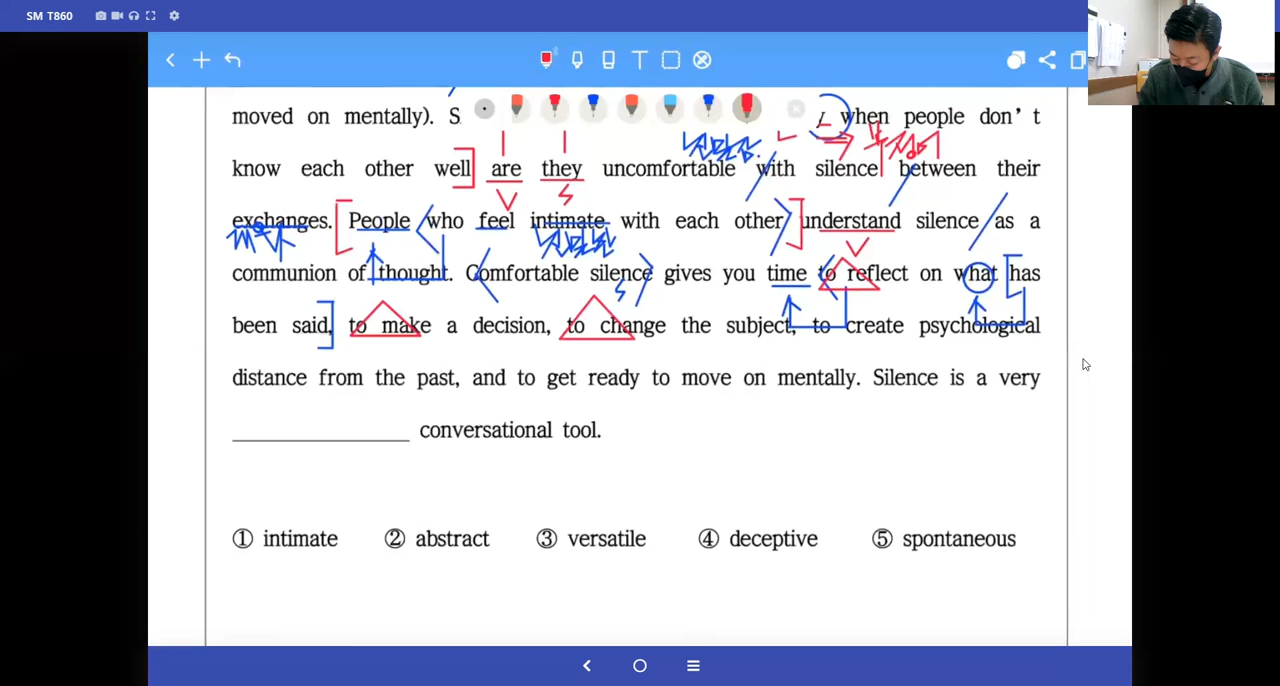 SM T860
moved on mentally). S when people don't
know each other well are they uncomfortable with silence between their
exchanges. People who feel intimate with each other understand silence as a
communion of thought. Comfortable silence gives you time to reflect on what has
been said, to make a decision, to change the subject, to create psychological
distance from the past, and to get ready to move on mentally. Silence is a very
conversational tool.
① intimate ② abstract ③ versatile ④ deceptive ⑤ spontaneous